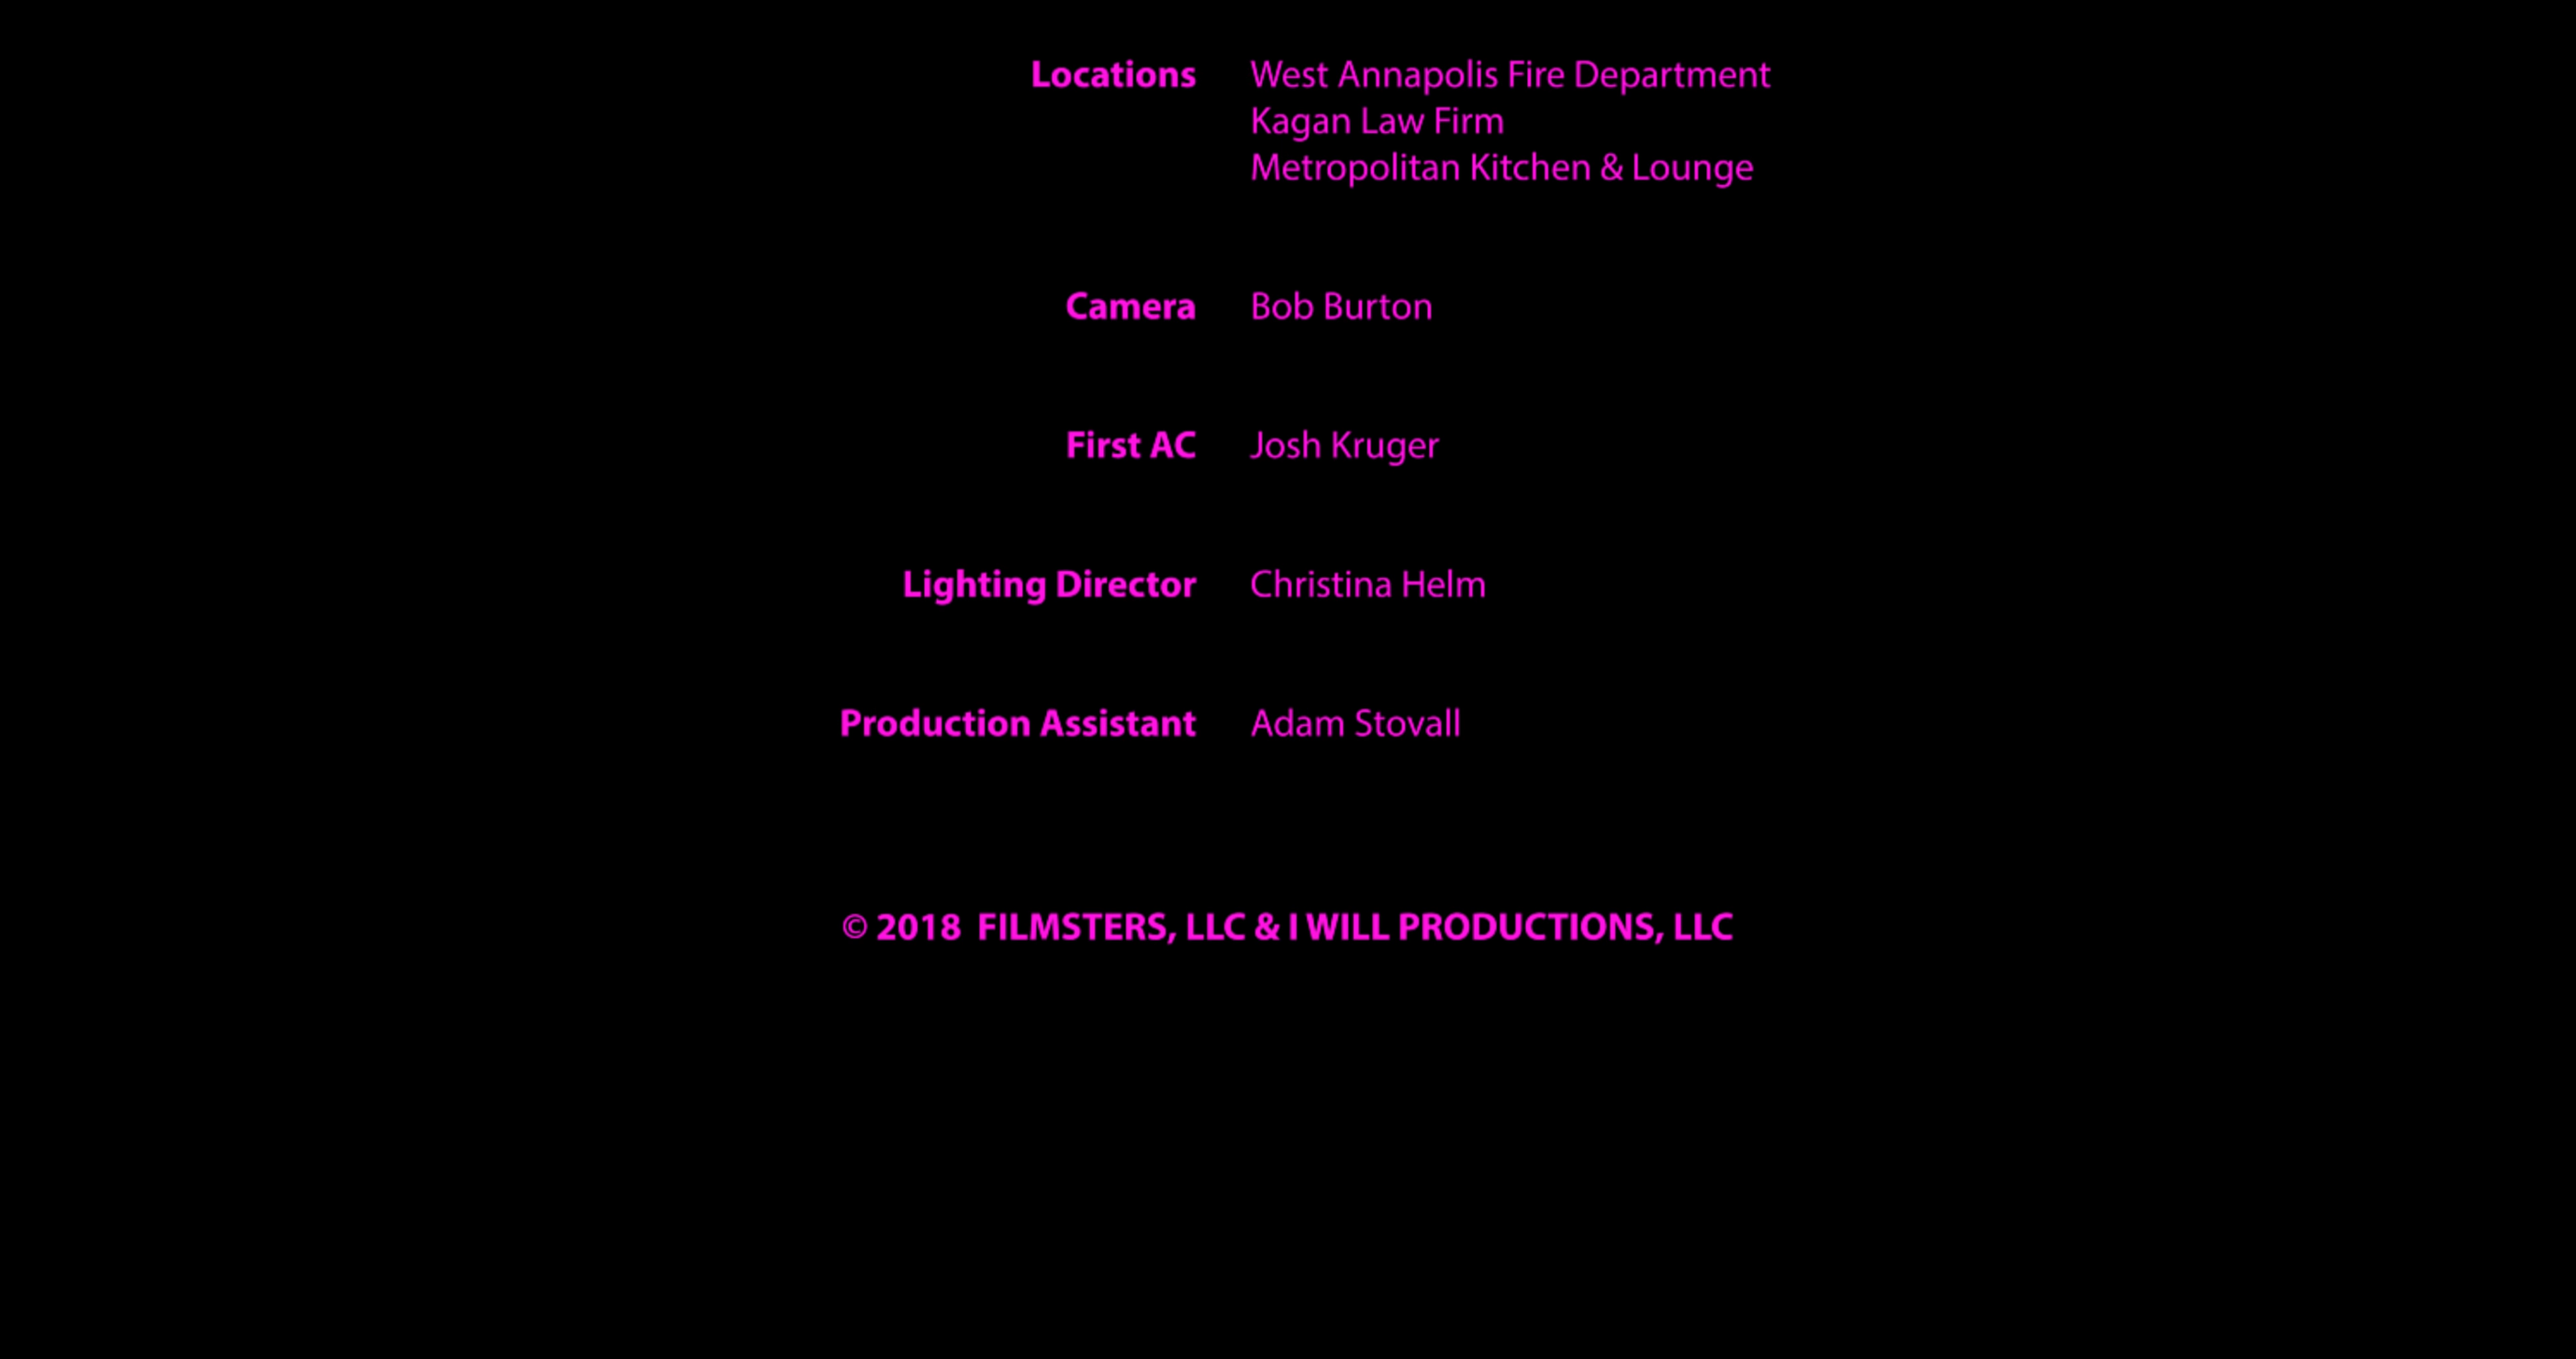 Locations West Annapolis Fire Department
Kagan Law Firm
Metropolitan Kitchen & Lounge
Camera Bob Burton
First AC Josh Kruger
Lighting Director Christina Helm
Production Assistant Adam Stovall
© 2018 FILMSTERS, LLC & I WILL PRODUCTIONS, LLC